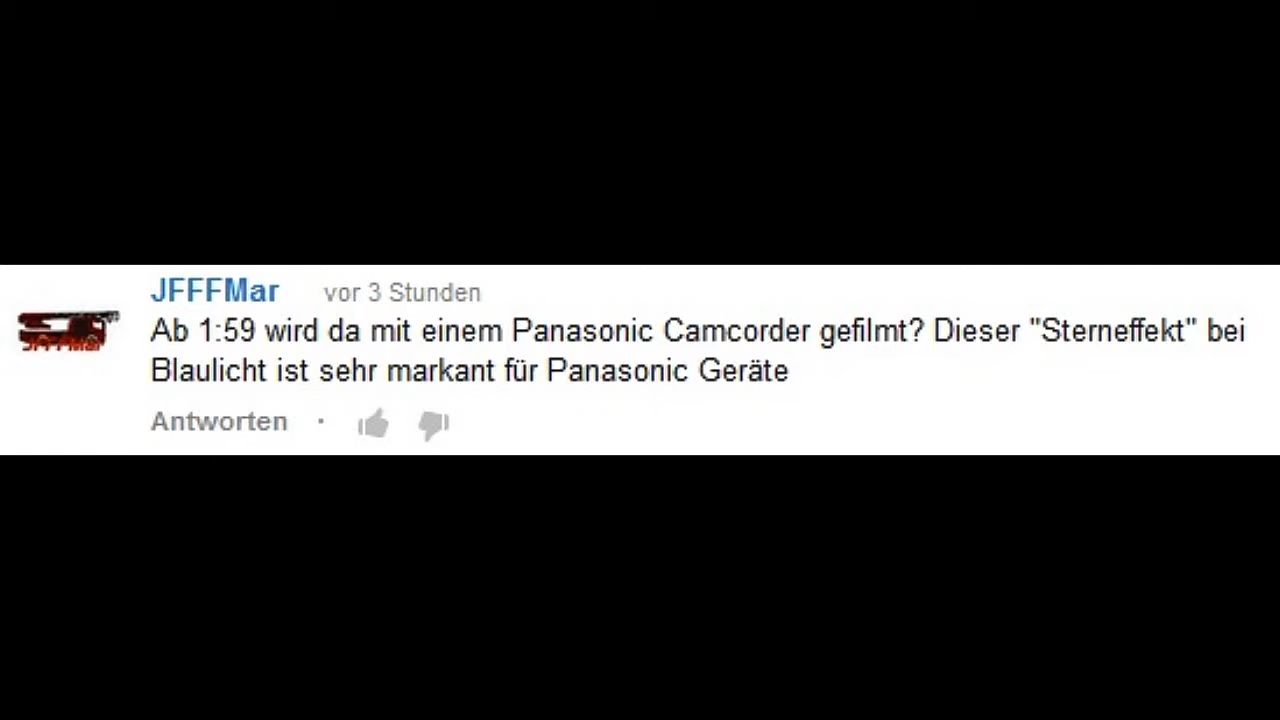 JFFFMar vor 3 Stunden
Ab 1:59 wird da mit einem Panasonic Camcorder gefilmt? Dieser "Sterneffekt" bei
Blaulicht ist sehr markant für Panasonic Geräte
Antworten ·
JFFMar